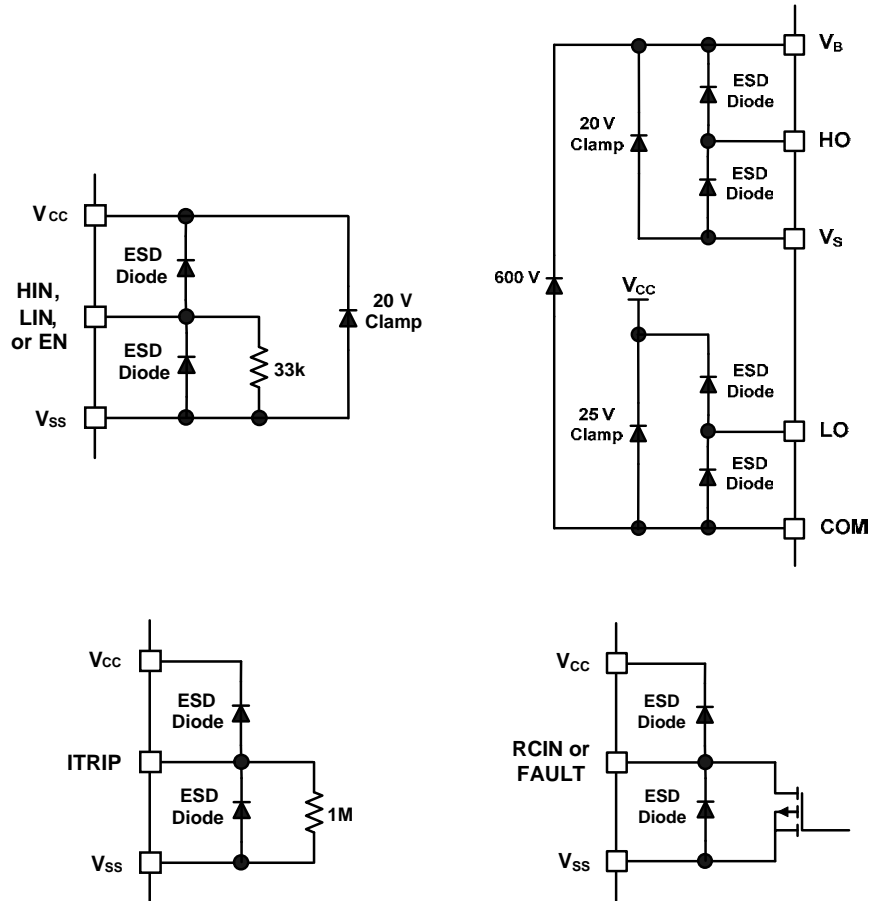 VCC
ESD
Diode
HIN,
LIN,
or EN
ESD
Diode
33k
20 V
Clamp
VSS
VB
ESD
Diode
20 V
Clamp
HO
ESD
Diode
VS
600 V
VCC
ESD
Diode
25 V
Clamp
LO
ESD
Diode
COM
VCC
ESD
Diode
ITRIP
ESD
Diode
1M
VSS
VCC
ESD
Diode
RCIN or
FAULT
ESD
Diode
VSS